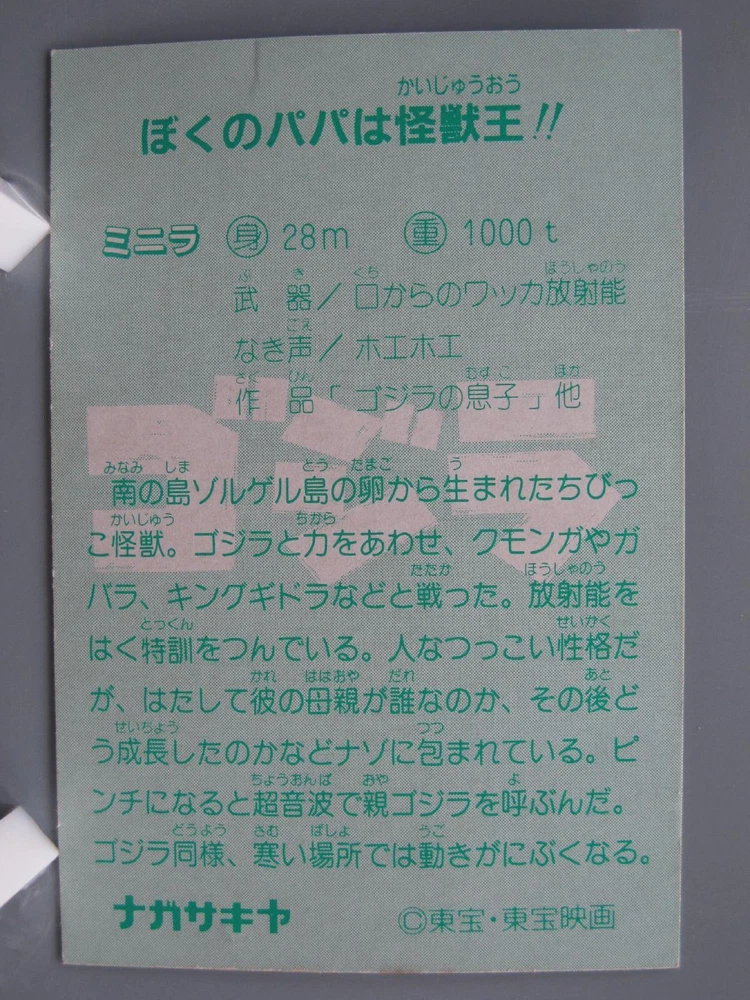 かいじゅうおう
ぼくのパパは怪獣王!!
ミニラ 身 28m 重 1000t
ぶ き くち ほうしゃのう
武器/口からのワッカ放射能
こえ
なき声/ホエホエ
さく ひん むすこ ほか
作品「ゴジラの息子」他
みなみ しま とう たまご う
南の島ゾルゲル島の卵から生まれたちびっ
かいじゅう ちから
こ怪獣。ゴジラと力をあわせ、クモンガやガ
たたか ほうしゃのう
バラ、キングギドラなどと戦った。放射能を
とっくん せいかく
はく特訓をつんでいる。人なつっこい性格だ
かれ ははおや だれ あと
が、はたして彼の母親が誰なのか、その後ど
せいちょう つつ
う成長したのかなどナゾに包まれている。ピ
ちょうおんぱ おや よ
ンチになると超音波で親ゴジラを呼ぶんだ。
どうよう さむ ばしょ うご
ゴジラ同様、寒い場所では動きがにぶくなる。
ナガサキヤ ©東宝・東宝映画